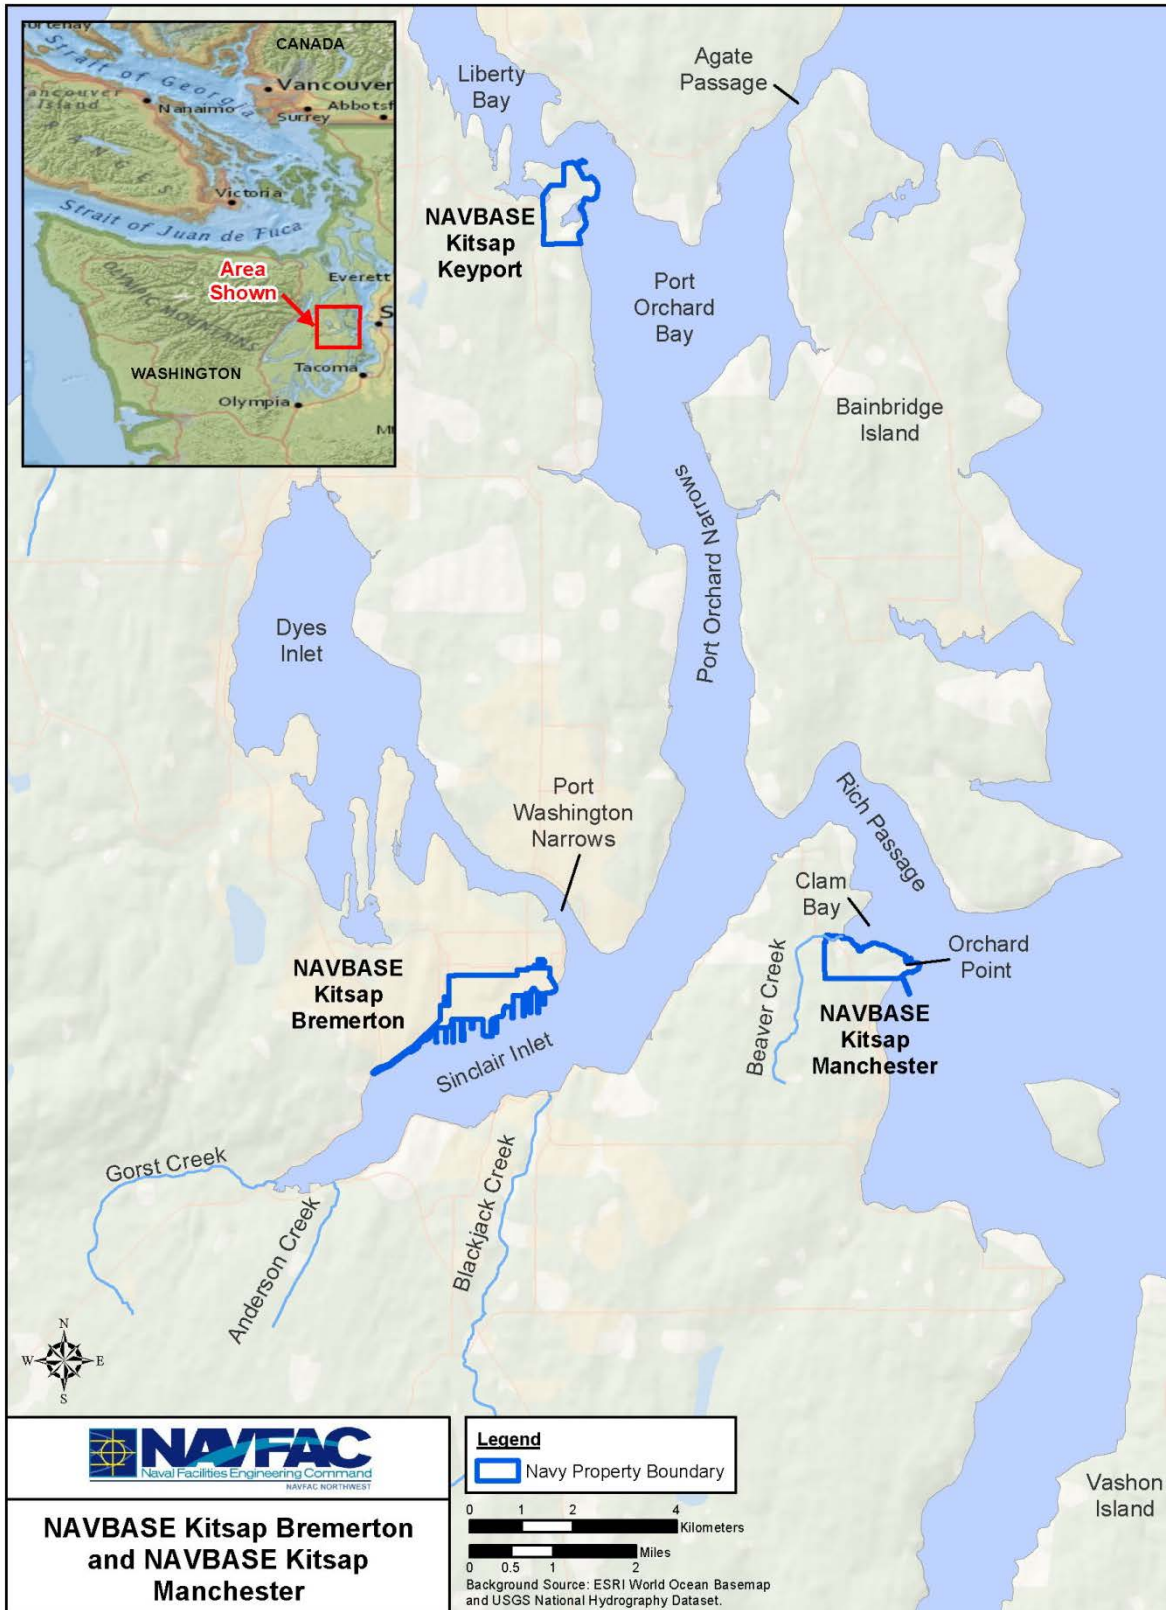 CANADA
Strait of Georgia
Vancouver
Vancouver
Island
Nanaimo
Abbotsf
Surrey
Victoria
Strait of Juan de Fuca
Everett
OLYMPIC MOUNTAINS
Area
Shown
S
WASHINGTON
Tacoma
Olympia
Liberty
Bay
Agate
Passage
NAVBASE
Kitsap
Keyport
Port
Orchard
Bay
Bainbridge
Island
Port Orchard Narrows
Dyes
Inlet
Port
Washington
Narrows
Rich Passage
Clam
Bay
Orchard
Point
NAVBASE
Kitsap
Bremerton
Beaver Creek
NAVBASE
Kitsap
Manchester
Sinclair Inlet
Gorst Creek
Anderson Creek
Blackjack Creek
N
W
E
S
Vashon
Island
NAVFAC
Naval Facilities Engineering Command
NAVFAC NORTHWEST
NAVBASE Kitsap Bremerton
and NAVBASE Kitsap
Manchester
Legend
Navy Property Boundary
0 1 2 4
Kilometers
Miles
0 0.5 1 2
Background Source: ESRI World Ocean Basemap
and USGS National Hydrography Dataset.